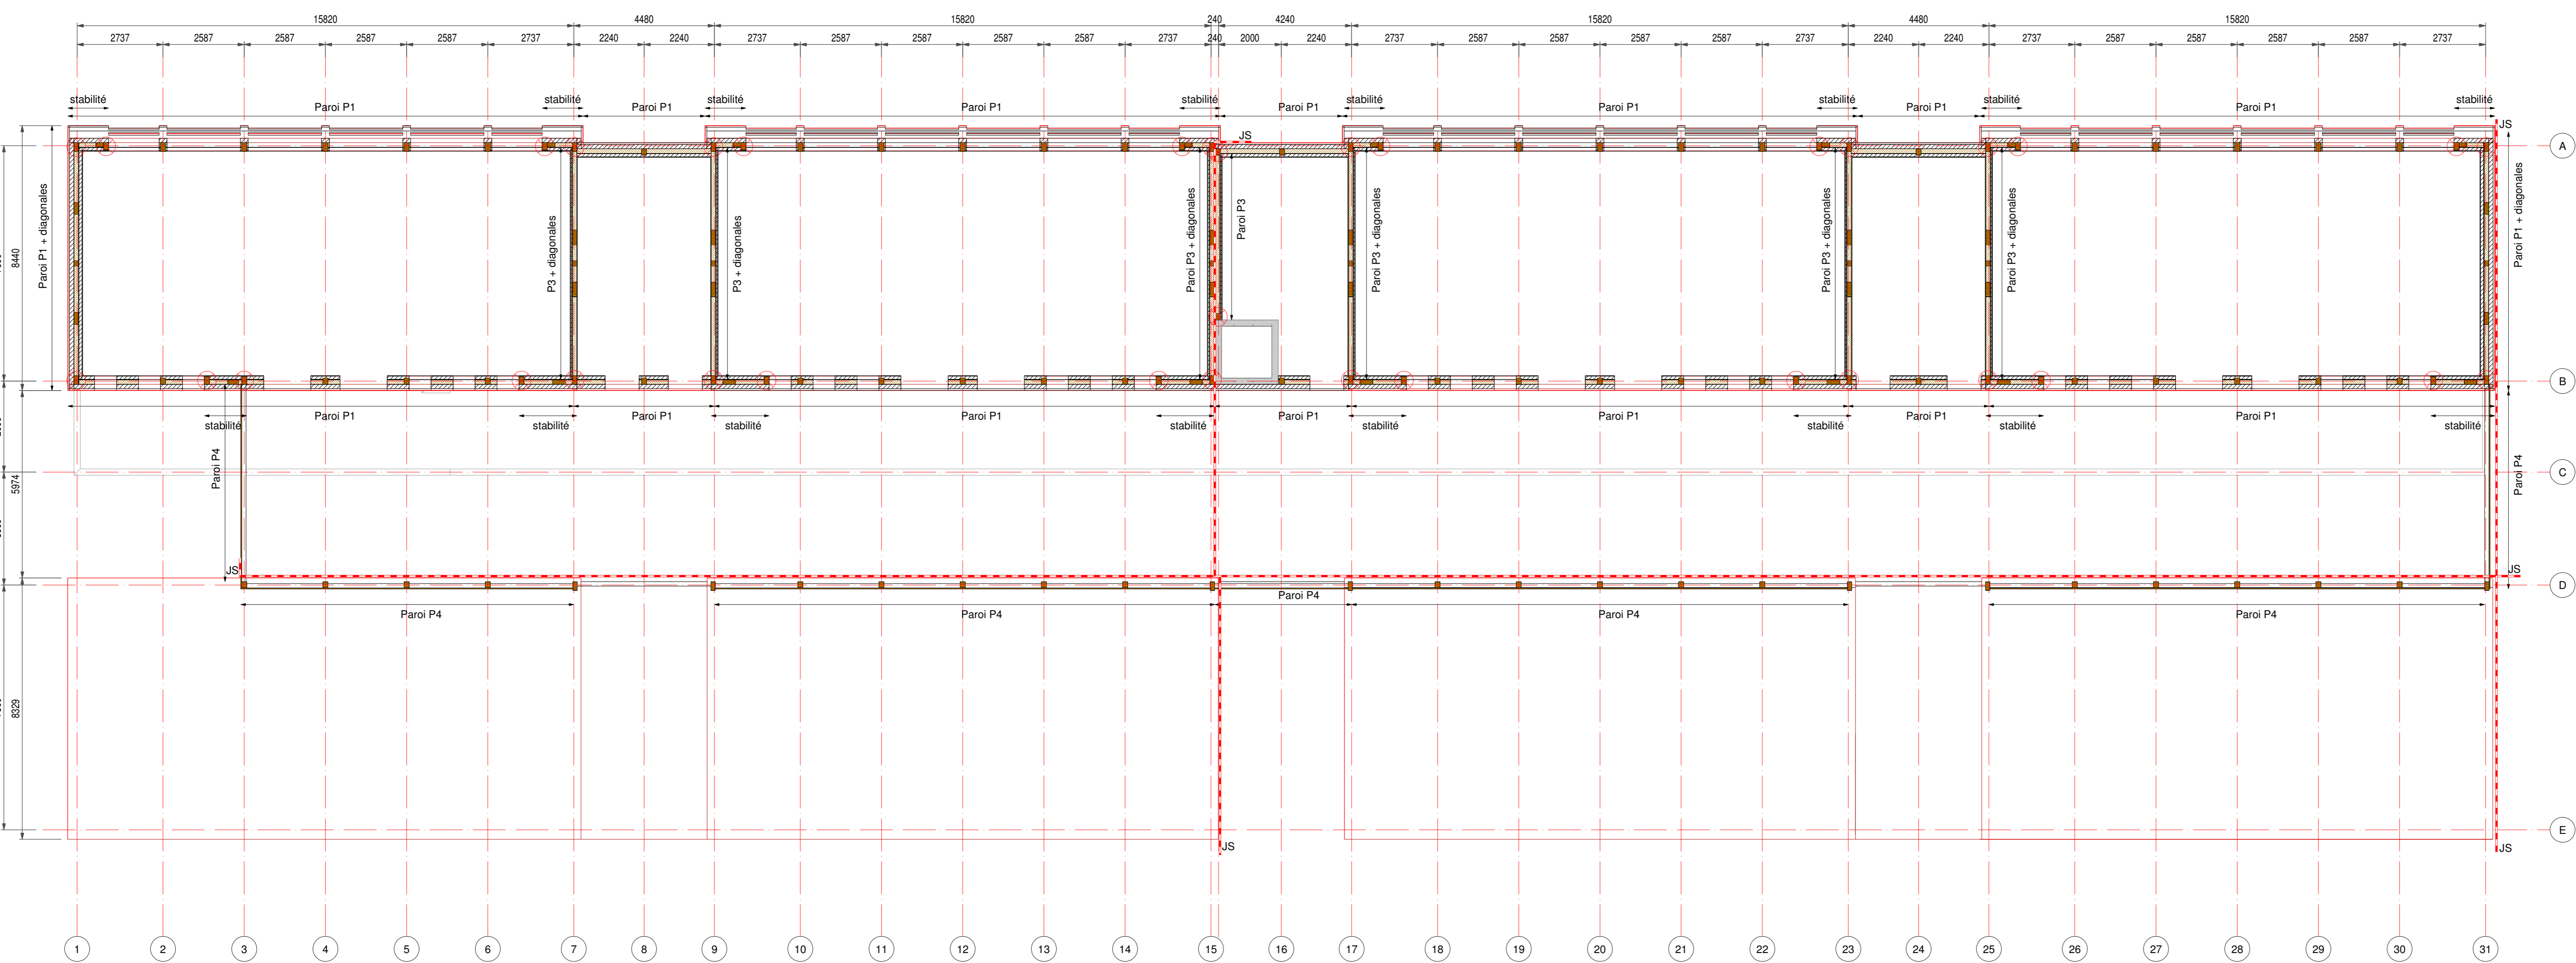 15820 4480 15820 240 4240 15820 4480 15820
2737 2587 2587 2587 2587 2737 2240 2240 2737 2587 2587 2587 2587 2737 240 2000 2240 2737 2587 2587 2587 2587 2737 2240 2240 2737 2587 2587 2587 2587 2737
stabilité stabilité stabilité stabilité stabilité stabilité stabilité stabilité
Paroi P1 Paroi P1 Paroi P1 Paroi P1 Paroi P1 Paroi P1 Paroi P1
JS
JS
A
8440
Paroi P1 + diagonales
P3 + diagonales
P3 + diagonales
Paroi P3 + diagonales
Paroi P3
Paroi P3 + diagonales
Paroi P3 + diagonales
Paroi P3 + diagonales
Paroi P1 + diagonales
B
Paroi P1 Paroi P1 Paroi P1 Paroi P1 Paroi P1 Paroi P1 Paroi P1
stabilité stabilité stabilité stabilité stabilité stabilité stabilité stabilité
5974
Paroi P4
Paroi P4
C
JS
JS
D
Paroi P4
Paroi P4 Paroi P4 Paroi P4 Paroi P4
8329
E
JS
JS
1 2 3 4 5 6 7 8 9 10 11 12 13 14 15 16 17 18 19 20 21 22 23 24 25 26 27 28 29 30 31